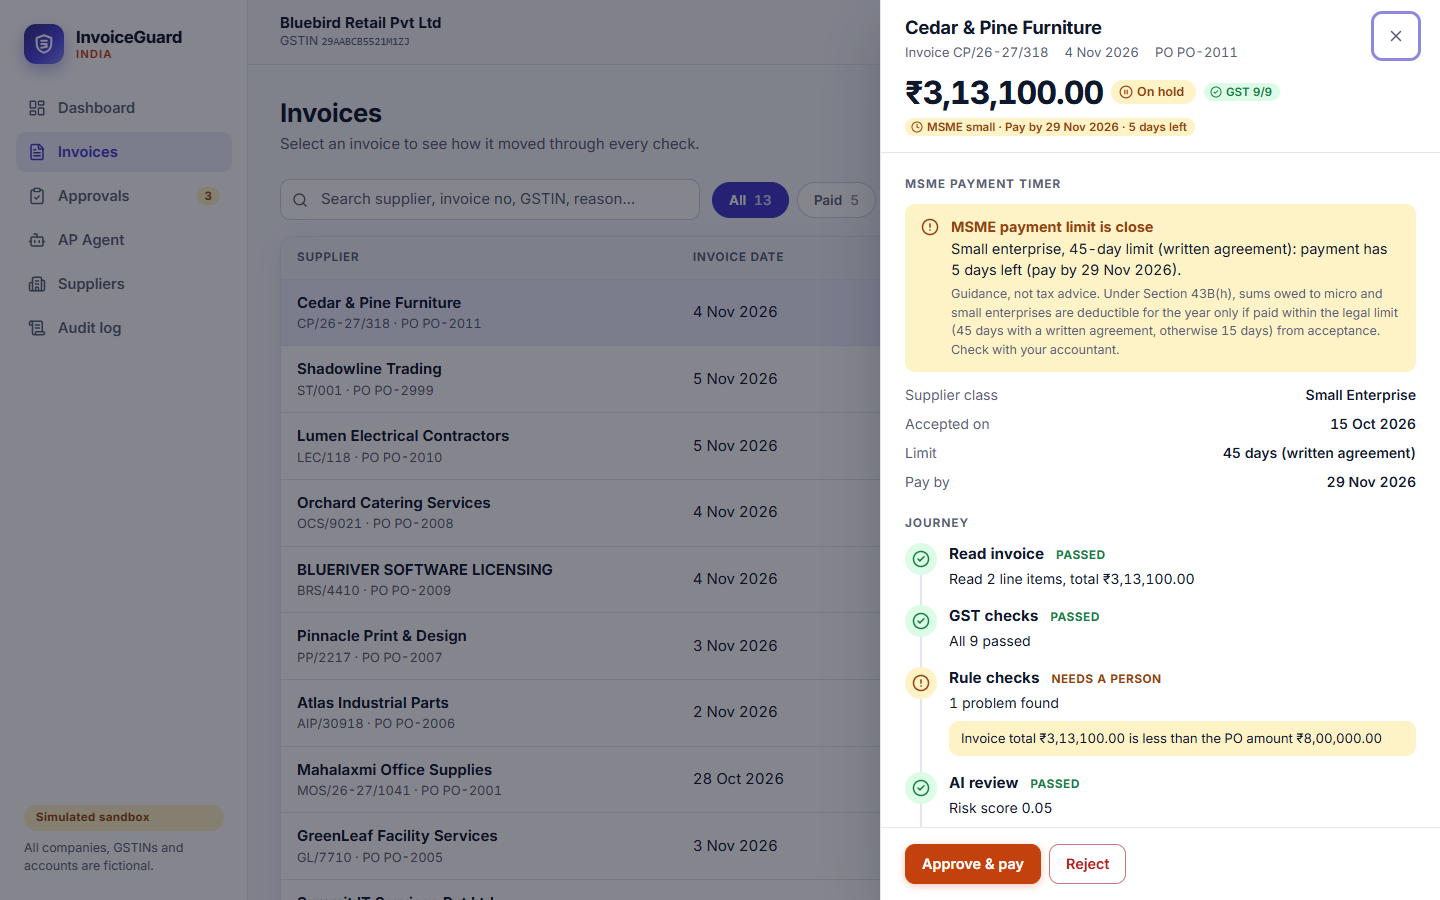 InvoiceGuard
INDIA
Dashboard
Invoices
Approvals 3
AP Agent
Suppliers
Audit log
Simulated sandbox
All companies, GSTINs and
accounts are fictional.
Bluebird Retail Pvt Ltd
GSTIN 29AABCB5521M1ZJ
Invoices
Select an invoice to see how it moved through every check.
Search supplier, invoice no, GSTIN, reason...
All 13
Paid 5
SUPPLIER INVOICE DATE
Cedar & Pine Furniture
CP/26-27/318 · PO PO-2011
4 Nov 2026
Shadowline Trading
ST/001 · PO PO-2999
5 Nov 2026
Lumen Electrical Contractors
LEC/118 · PO PO-2010
5 Nov 2026
Orchard Catering Services
OCS/9021 · PO PO-2008
4 Nov 2026
BLUERIVER SOFTWARE LICENSING
BRS/4410 · PO PO-2009
4 Nov 2026
Pinnacle Print & Design
PP/2217 · PO PO-2007
3 Nov 2026
Atlas Industrial Parts
AIP/30918 · PO PO-2006
2 Nov 2026
Mahalaxmi Office Supplies
MOS/26-27/1041 · PO PO-2001
28 Oct 2026
GreenLeaf Facility Services
GL/7710 · PO PO-2005
3 Nov 2026
Cedar & Pine Furniture
Invoice CP/26-27/318 4 Nov 2026 PO PO-2011
₹3,13,100.00 On hold GST 9/9
MSME small · Pay by 29 Nov 2026 · 5 days left
MSME PAYMENT TIMER
MSME payment limit is close
Small enterprise, 45-day limit (written agreement): payment has
5 days left (pay by 29 Nov 2026).
Guidance, not tax advice. Under Section 43B(h), sums owed to micro and
small enterprises are deductible for the year only if paid within the legal limit
(45 days with a written agreement, otherwise 15 days) from acceptance.
Check with your accountant.
Supplier class Small Enterprise
Accepted on 15 Oct 2026
Limit 45 days (written agreement)
Pay by 29 Nov 2026
JOURNEY
Read invoice PASSED
Read 2 line items, total ₹3,13,100.00
GST checks PASSED
All 9 passed
Rule checks NEEDS A PERSON
1 problem found
Invoice total ₹3,13,100.00 is less than the PO amount ₹8,00,000.00
AI review PASSED
Risk score 0.05
Approve & pay
Reject